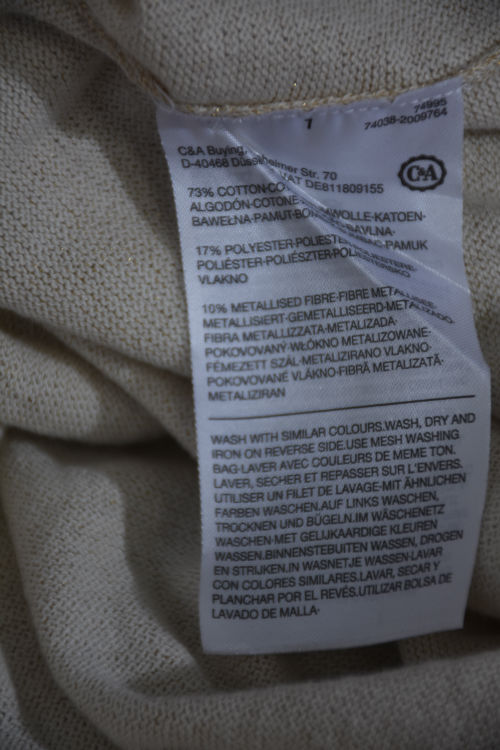 1
74995
74038-2009764
C&A Buying,
D-40468 Düsseldorf Str. 70
VAT DE811809155
C&A
73% COTTON·CO
ALGODÓN·COTONE
BAWEŁNA·PAMUT·BO WOLLE·KATOEN·
BAVLNA·
17% POLYESTER·POLIEST PAMUK
POLIÉSTER·POLIÉSZTER·POLI
VLAKNO
10% METALLISED FIBRE·FIBRE METALLISEE·
METALLISIERT·GEMETALLISEERD·METALIZADO·
FIBRA METALLIZZATA·METALIZADA·
POKOVOVANÝ·WŁÓKNO METALIZOWANE·
FÉMEZETT SZÁL·METALIZIRANO VLAKNO·
POKOVOVANÉ VLÁKNO·FIBRĂ METALIZATĂ·
METALIZIRAN
WASH WITH SIMILAR COLOURS.WASH, DRY AND
IRON ON REVERSE SIDE.USE MESH WASHING
BAG·LAVER AVEC COULEURS DE MEME TON.
LAVER, SECHER ET REPASSER SUR L'ENVERS.
UTILISER UN FILET DE LAVAGE·MIT ÄHNLICHEN
FARBEN WASCHEN.AUF LINKS WASCHEN,
TROCKNEN UND BÜGELN.IM WÄSCHENETZ
WASCHEN·MET GELIJKAARDIGE KLEUREN
WASSEN.BINNENSTEBUITEN WASSEN, DROGEN
EN STRIJKEN.IN WASNETJE WASSEN·LAVAR
CON COLORES SIMILARES.LAVAR, SECAR Y
PLANCHAR POR EL REVÉS.UTILIZAR BOLSA DE
LAVADO DE MALLA·